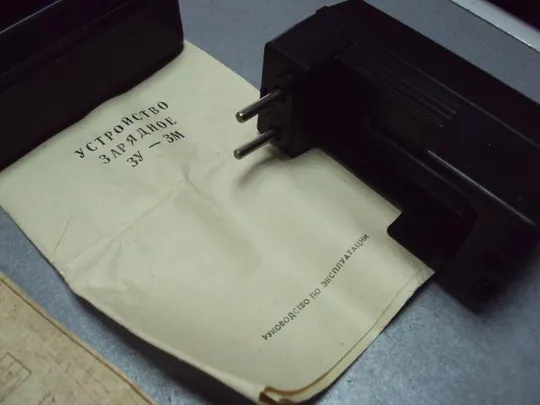 УСТРОЙСТВО
ЗАРЯДНОЕ
ЗУ — 3М
РУКОВОДСТВО ПО ЭКСПЛУАТАЦИИ